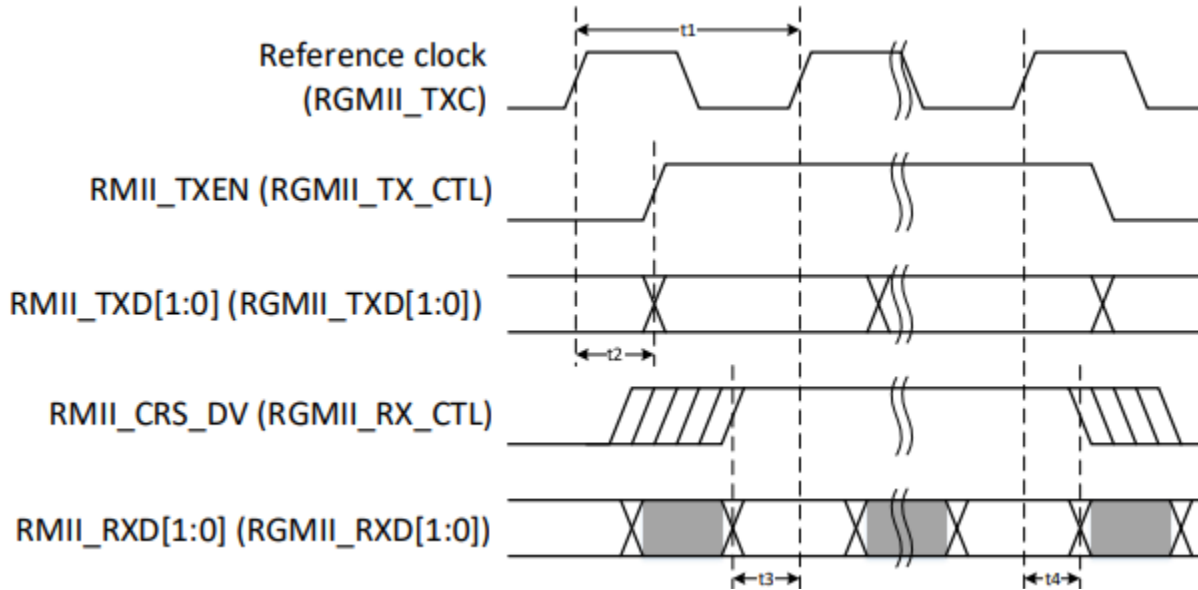 t1
Reference clock
(RGMII_TXC)
RMII_TXEN (RGMII_TX_CTL)
RMII_TXD[1:0] (RGMII_TXD[1:0])
t2
RMII_CRS_DV (RGMII_RX_CTL)
RMII_RXD[1:0] (RGMII_RXD[1:0])
t3
t4